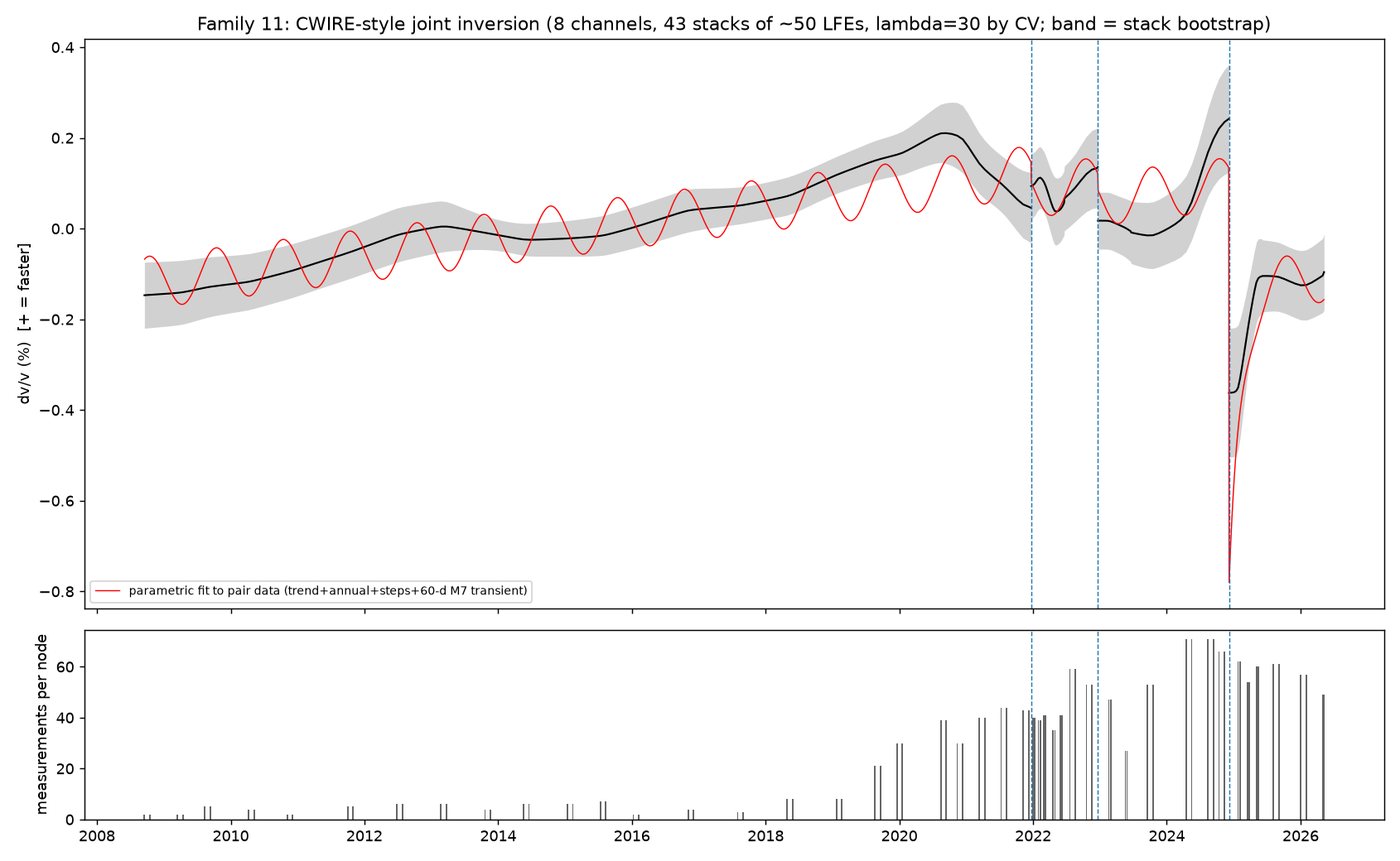 Family 11: CWIRE-style joint inversion (8 channels, 43 stacks of ~50 LFEs, lambda=30 by CV; band = stack bootstrap)
dv/v (%)  [+ = faster]
0.4
0.2
0.0
−0.2
−0.4
−0.6
−0.8
parametric fit to pair data (trend+annual+steps+60-d M7 transient)
measurements per node
60
40
20
0
2008 2010 2012 2014 2016 2018 2020 2022 2024 2026